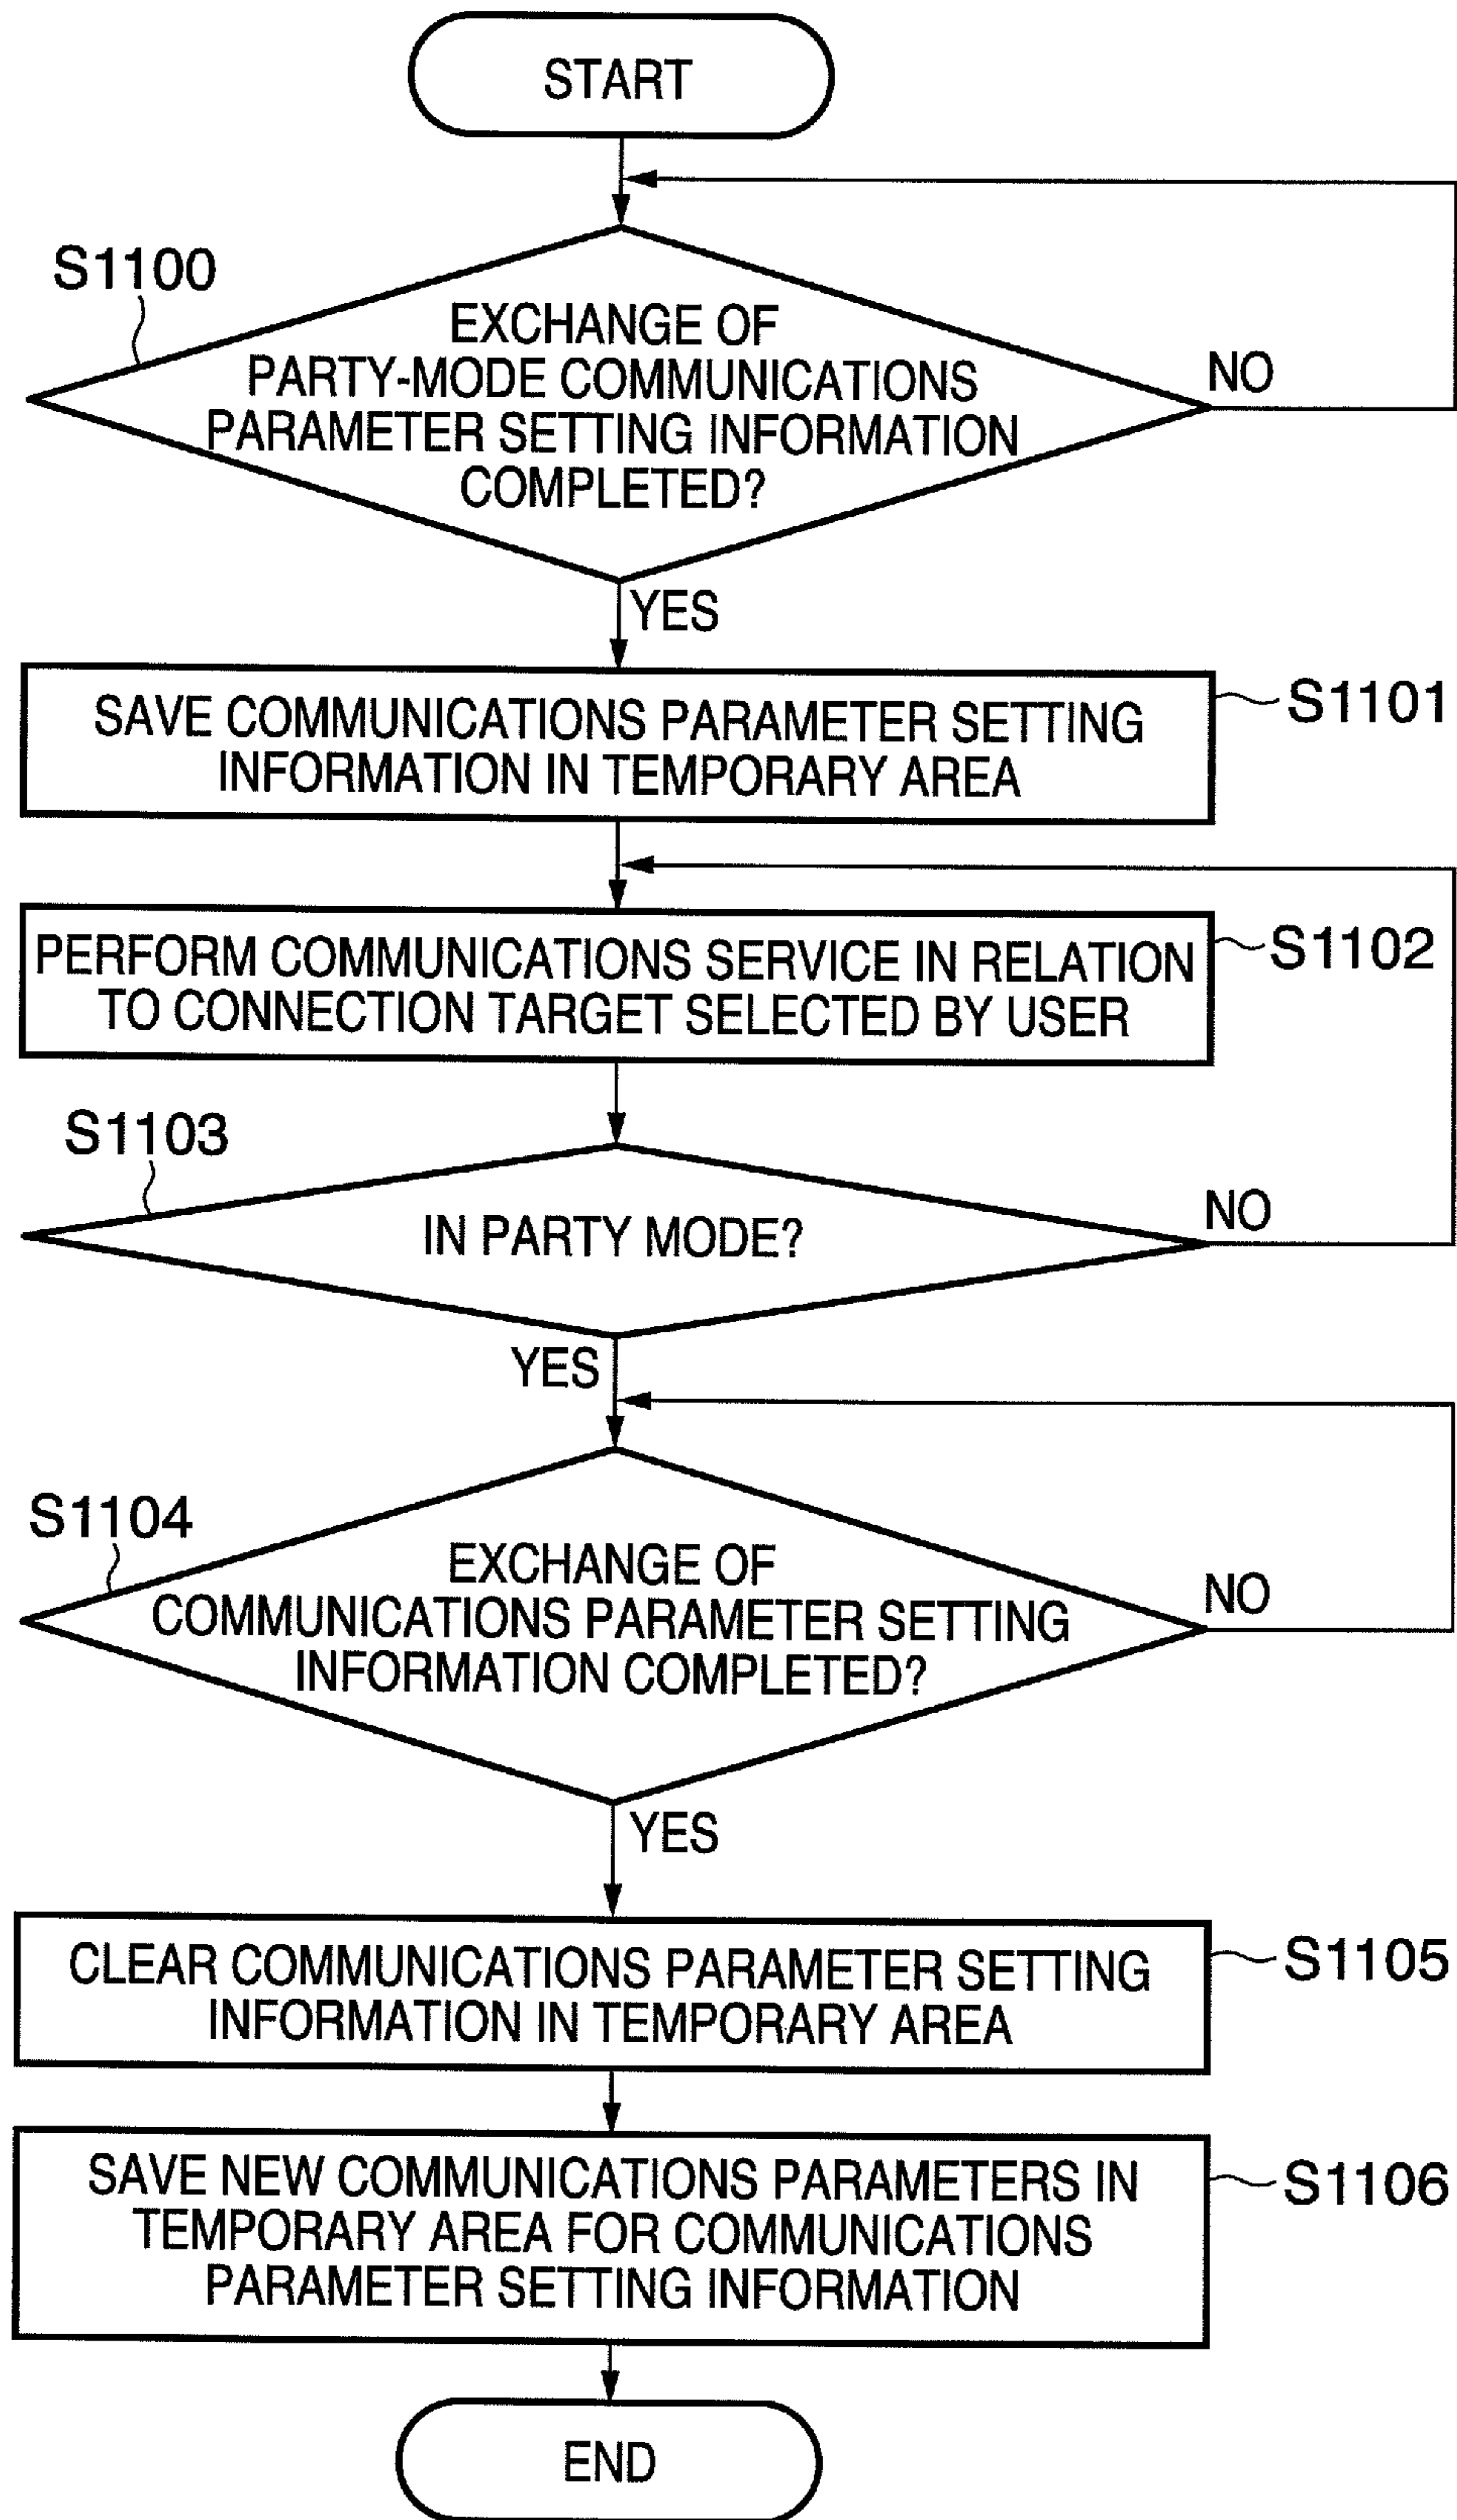 START
S1100
EXCHANGE OF
PARTY-MODE COMMUNICATIONS
PARAMETER SETTING INFORMATION
COMPLETED?
NO
YES
SAVE COMMUNICATIONS PARAMETER SETTING
INFORMATION IN TEMPORARY AREA
S1101
PERFORM COMMUNICATIONS SERVICE IN RELATION
TO CONNECTION TARGET SELECTED BY USER
S1102
S1103
IN PARTY MODE?
NO
YES
S1104
EXCHANGE OF
COMMUNICATIONS PARAMETER SETTING
INFORMATION COMPLETED?
NO
YES
CLEAR COMMUNICATIONS PARAMETER SETTING
INFORMATION IN TEMPORARY AREA
S1105
SAVE NEW COMMUNICATIONS PARAMETERS IN
TEMPORARY AREA FOR COMMUNICATIONS
PARAMETER SETTING INFORMATION
S1106
END